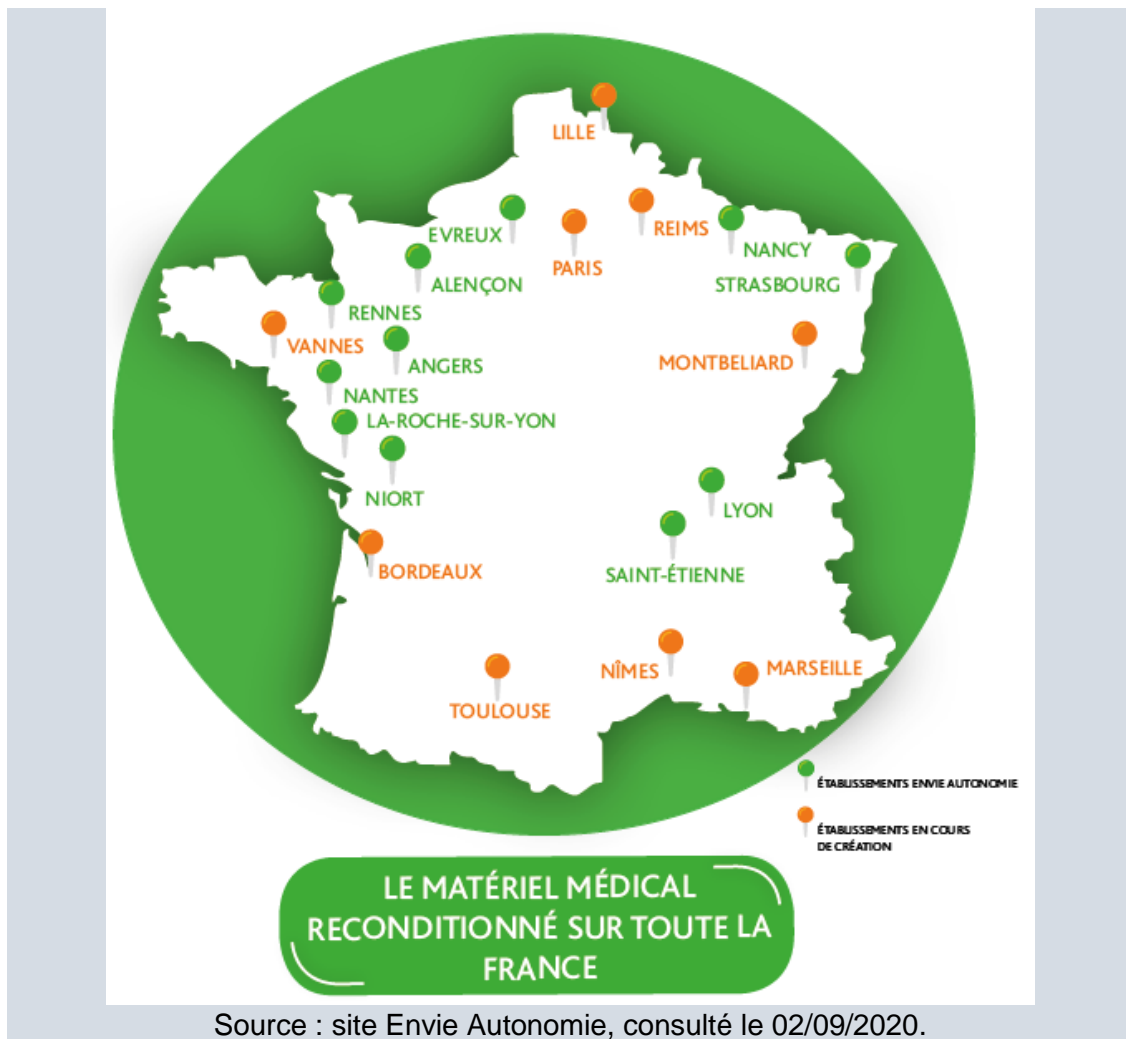 LILLE
EVREUX
REIMS
PARIS
NANCY
ALENÇON
STRASBOURG
RENNES
VANNES
ANGERS
MONTBELIARD
NANTES
LA-ROCHE-SUR-YON
NIORT
LYON
BORDEAUX
SAINT-ÉTIENNE
NÎMES
MARSEILLE
TOULOUSE
ÉTABLISSEMENTS ENVIE AUTONOMIE
ÉTABLISSEMENTS EN COURS
DE CRÉATION
LE MATÉRIEL MÉDICAL
RECONDITIONNÉ SUR TOUTE LA
FRANCE
Source : site Envie Autonomie, consulté le 02/09/2020.